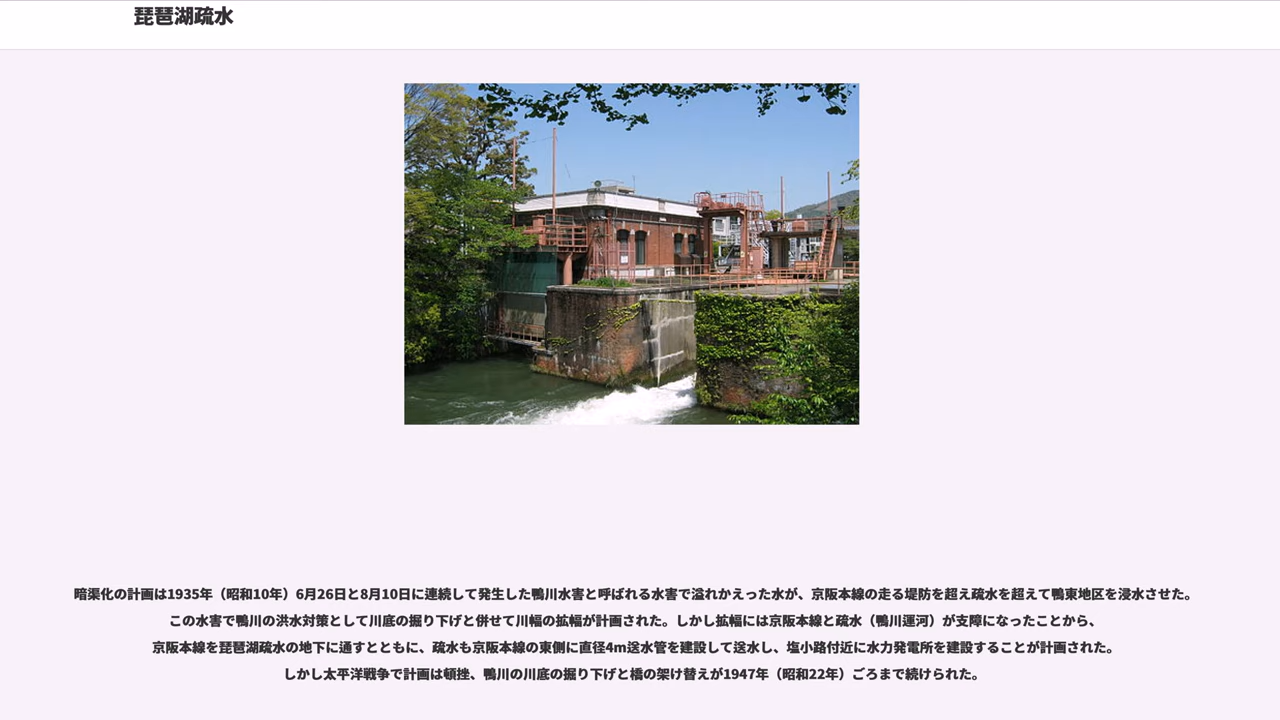 琵琶湖疏水
暗渠化の計画は1935年（昭和10年）6月26日と8月10日に連続して発生した鴨川水害と呼ばれる水害で溢れかえった水が、京阪本線の走る堤防を超え疏水を超えて鴨東地区を浸水させた。
この水害で鴨川の洪水対策として川底の掘り下げと併せて川幅の拡幅が計画された。しかし拡幅には京阪本線と疏水（鴨川運河）が支障になったことから、
京阪本線を琵琶湖疏水の地下に通すとともに、疏水も京阪本線の東側に直径4m送水管を建設して送水し、塩小路付近に水力発電所を建設することが計画された。
しかし太平洋戦争で計画は頓挫、鴨川の川底の掘り下げと橋の架け替えが1947年（昭和22年）ごろまで続けられた。